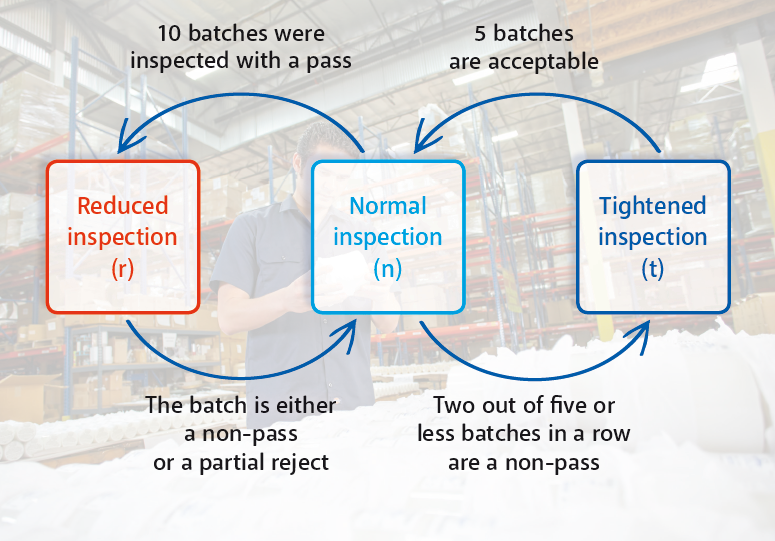 10 batches were
inspected with a pass
5 batches
are acceptable
Reduced
inspection
(r)
Normal
inspection
(n)
Tightened
inspection
(t)
The batch is either
a non-pass
or a partial reject
Two out of five or
less batches in a row
are a non-pass